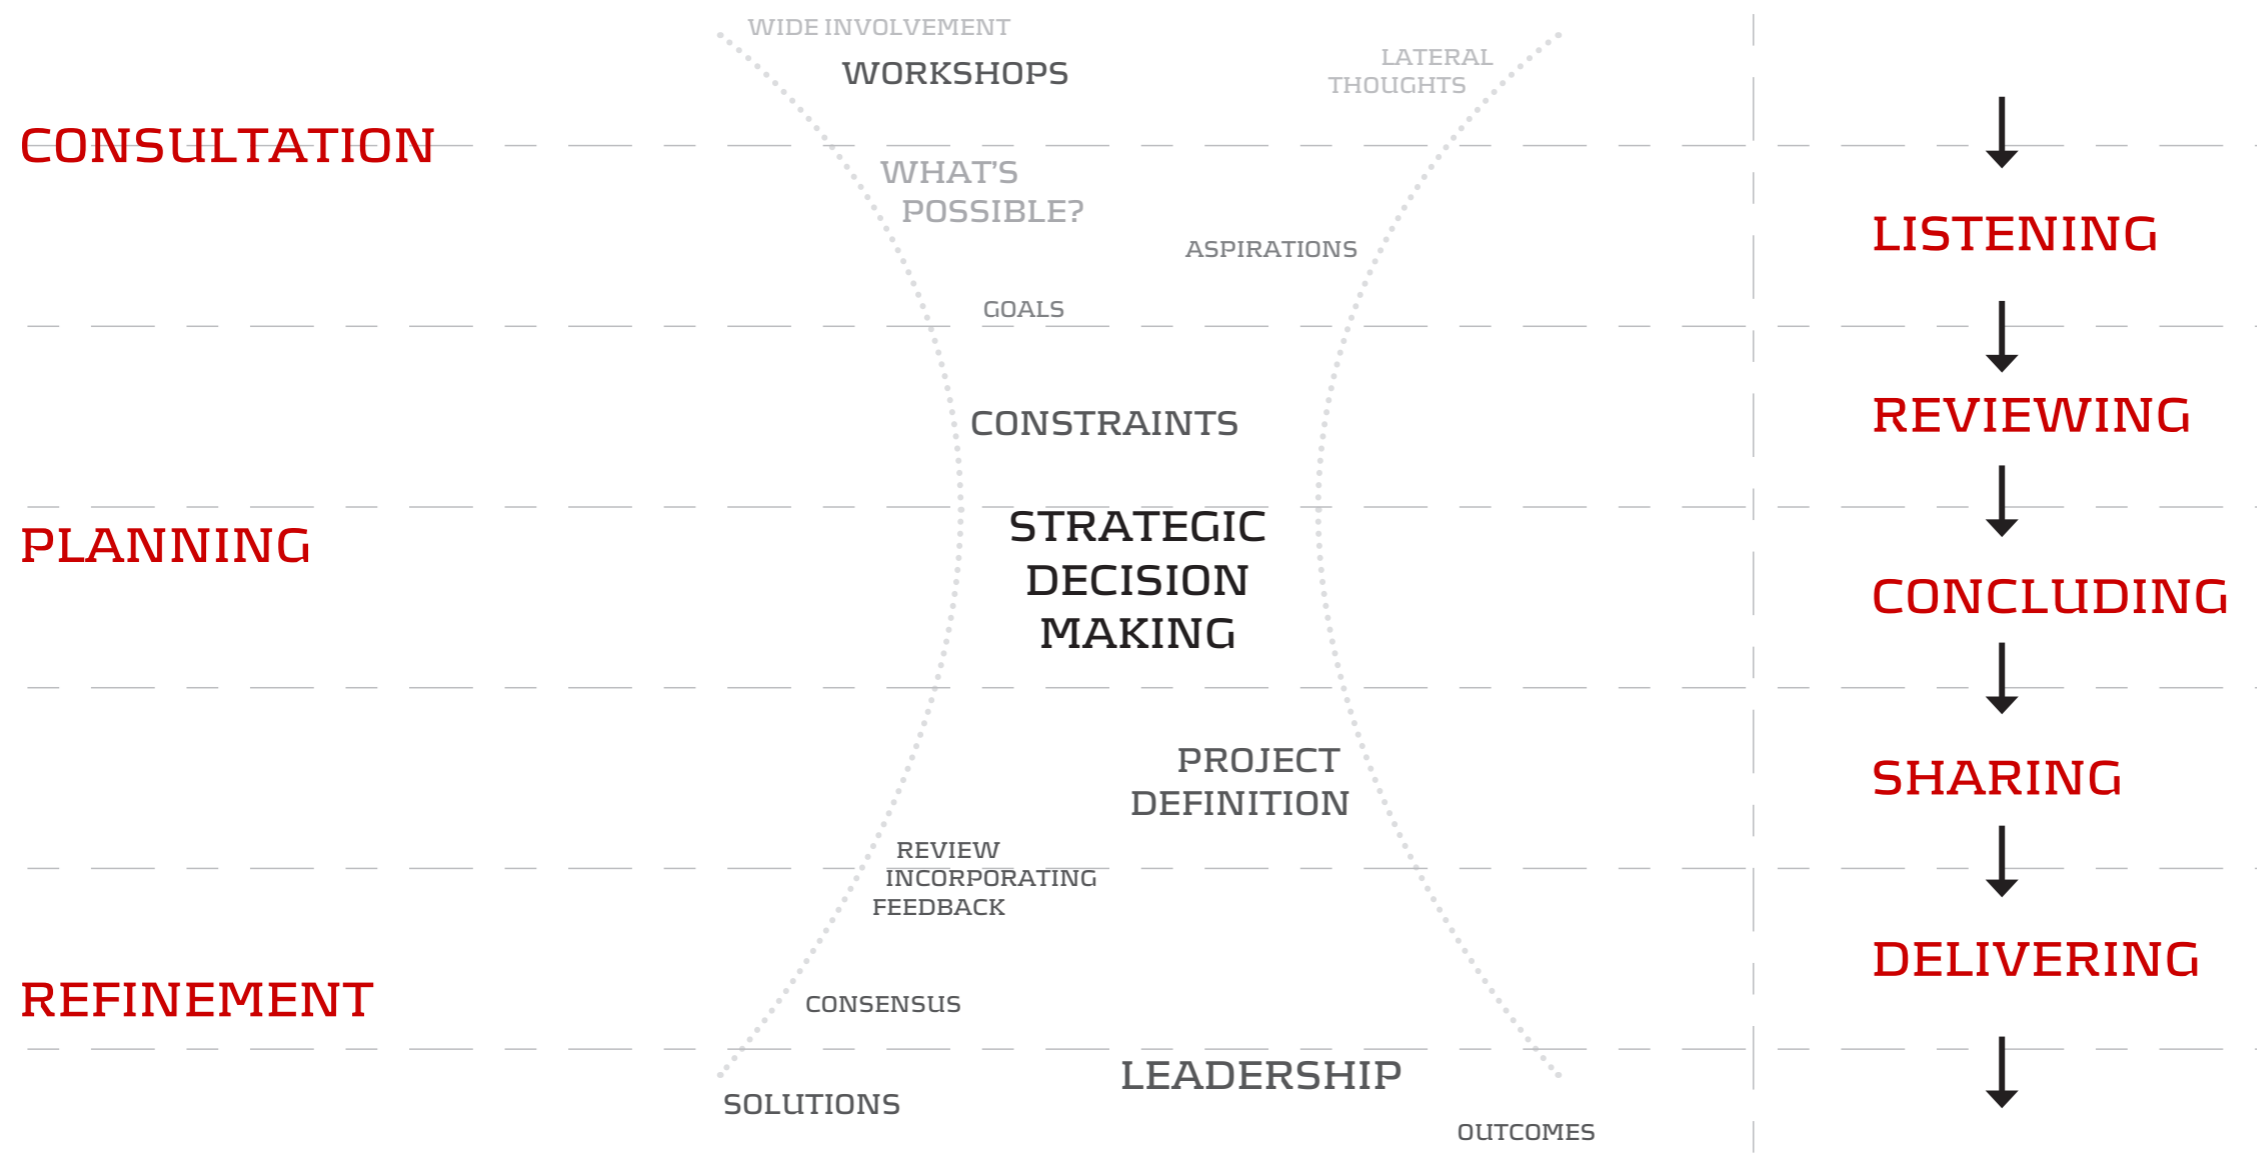 WIDE INVOLVEMENT
WORKSHOPS
LATERAL
THOUGHTS
CONSULTATION
WHAT'S
POSSIBLE?
ASPIRATIONS
GOALS
LISTENING
CONSTRAINTS
REVIEWING
PLANNING
STRATEGIC
DECISION
MAKING
CONCLUDING
PROJECT
DEFINITION
SHARING
REVIEW
INCORPORATING
FEEDBACK
DELIVERING
REFINEMENT
CONSENSUS
LEADERSHIP
SOLUTIONS
OUTCOMES